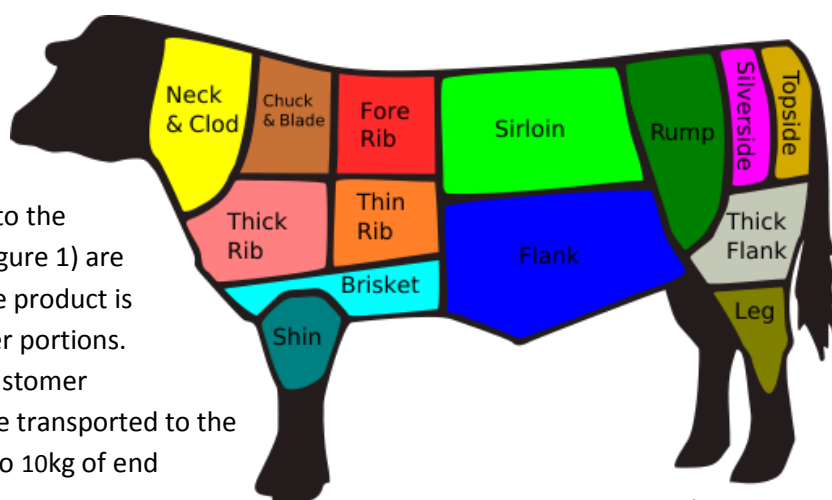 Neck
& Clod
Chuck
& Blade
Fore
Rib
Sirloin
Rump
Silverside
Topside
Thick
Rib
Thin
Rib
Flank
Thick
Flank
Brisket
Leg
Shin
to the
gure 1) are
e product is
er portions.
stomer
e transported to the
o 10kg of end